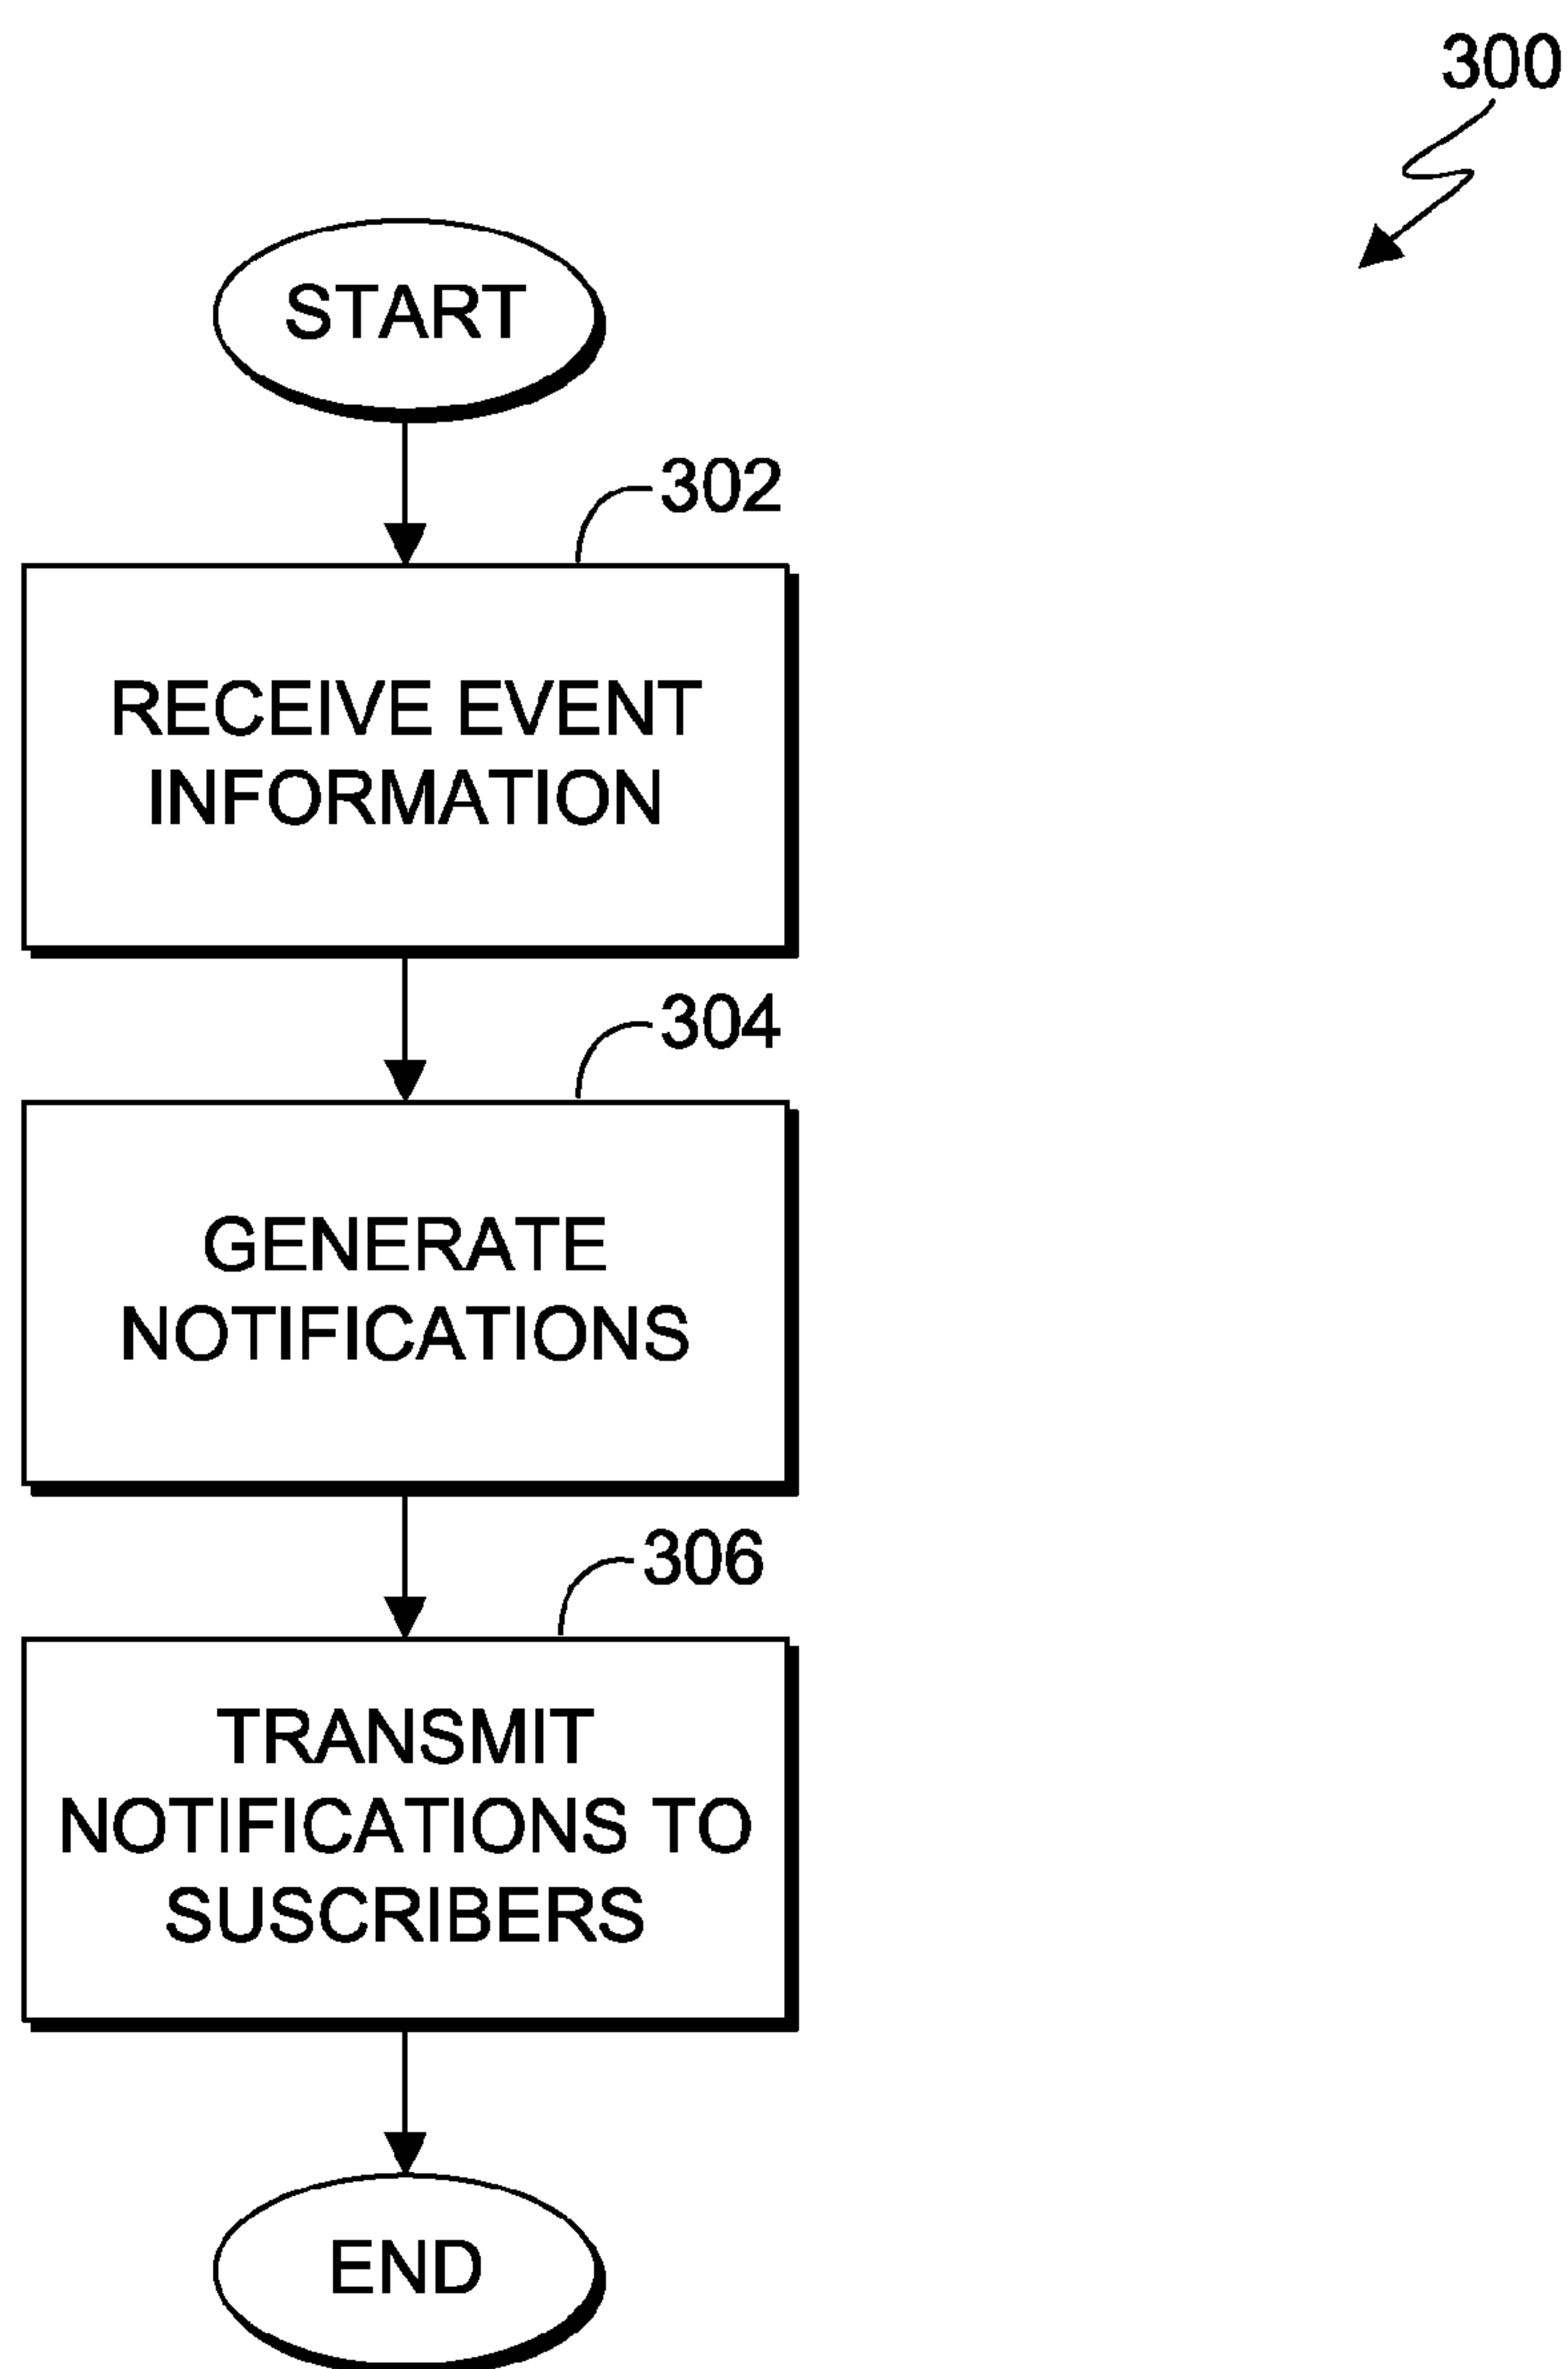 300
START
302
RECEIVE EVENT
INFORMATION
304
GENERATE
NOTIFICATIONS
306
TRANSMIT
NOTIFICATIONS TO
SUSCRIBERS
END